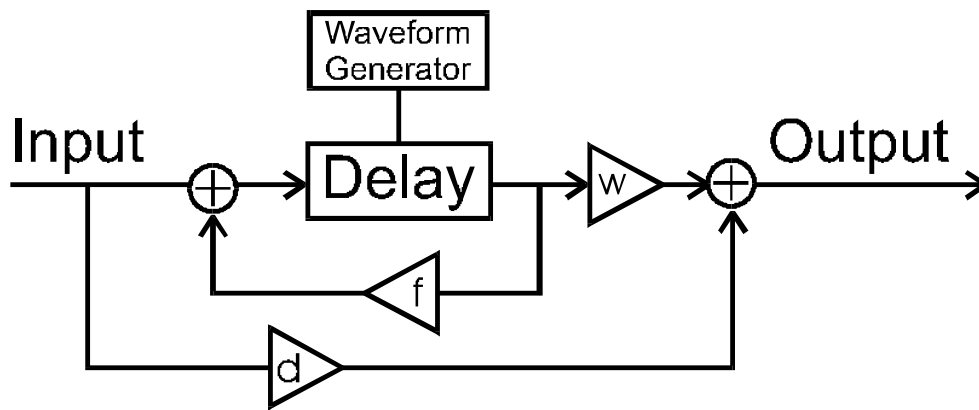 Waveform
Generator
Input
Delay
w
Output
f
d